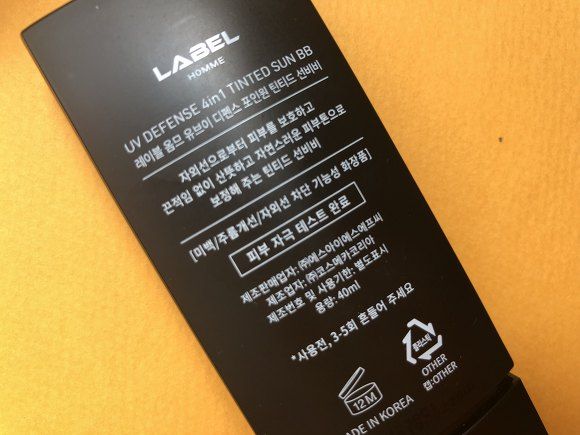 LABEL
HOMME
UV DEFENSE 4in1 TINTED SUN BB
레이블 옴므 유브이 디펜스 포인원 틴티드 선비비
자외선으로부터 피부를 보호하고
끈적임 없이 산뜻하고 자연스러운 피부톤으로
보정해 주는 틴티드 선비비
[미백/주름개선/자외선 차단 기능성 화장품]
피부 자극 테스트 완료
제조판매업자: ㈜에스아이에스에프씨
제조업자: ㈜코스메카코리아
제조번호 및 사용기한: 별도표시
용량: 40ml
*사용전, 3-5회 흔들어 주세요
플라스틱
OTHER
캡:OTHER
12M
MADE IN KOREA